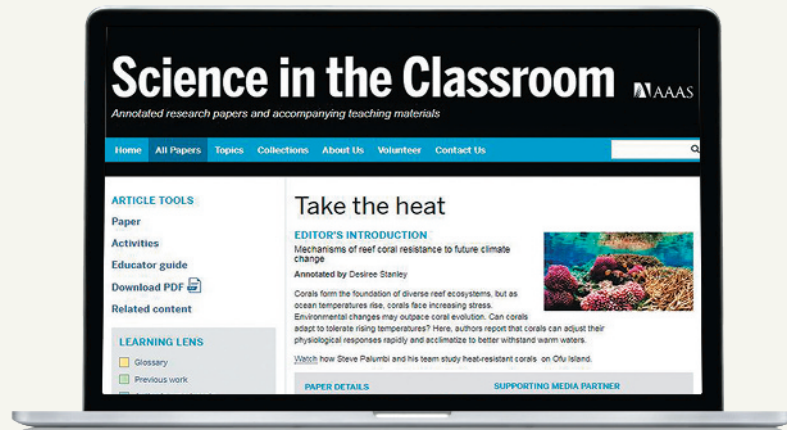 Science in the Classroom
AAAS
Annotated research papers and accompanying teaching materials
Home All Papers Topics Collections About Us Volunteer Contact Us
ARTICLE TOOLS
Paper
Activities
Educator guide
Download PDF
Related content
LEARNING LENS
Glossary
Previous work
Take the heat
EDITOR'S INTRODUCTION
Mechanisms of reef coral resistance to future climate
change
Annotated by Desiree Stanley
Corals form the foundation of diverse reef ecosystems, but as
ocean temperatures rise, corals face increasing stress.
Environmental changes may outpace coral evolution. Can corals
adapt to tolerate rising temperatures? Here, authors report that corals can adjust their
physiological responses rapidly and acclimatize to better withstand warm waters.
Watch how Steve Palumbi and his team study heat-resistant corals on Ofu Island.
PAPER DETAILS
SUPPORTING MEDIA PARTNER